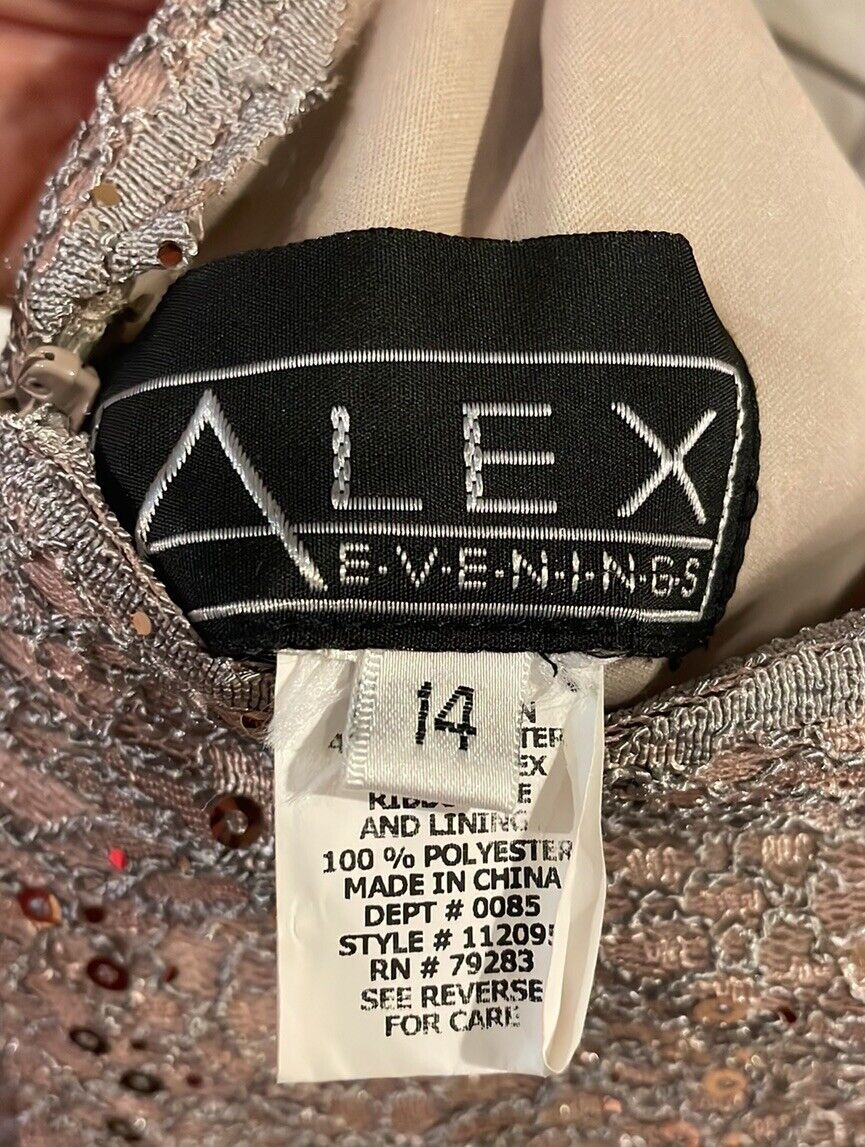 ALEX
E·V·E·N·I·N·G·S
14
AND LINING
100 % POLYESTER
MADE IN CHINA
DEPT # 0085
STYLE # 112095
RN # 79283
SEE REVERSE
FOR CARE